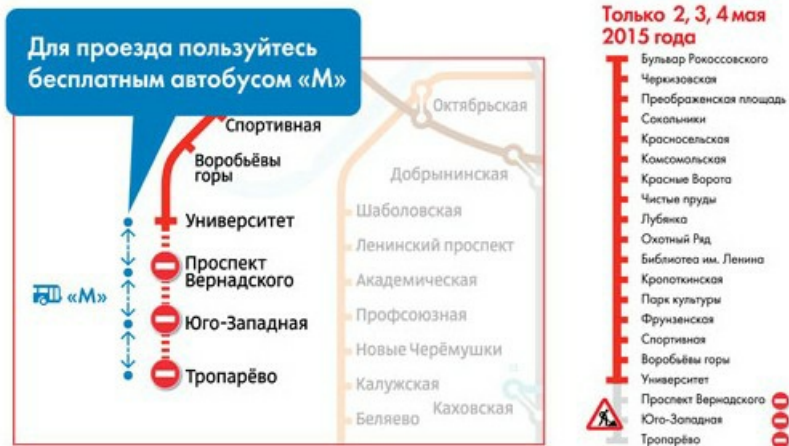 Для проезда пользуйтесь
бесплатным автобусом «М»
Спортивная
Воробьёвы
горы
Университет
Проспект
Вернадского
«М»
Юго-Западная
Тропарёво
Октябрьская
Добрынинская
Шаболовская
Ленинский проспект
Академическая
Профсоюзная
Новые Черёмушки
Калужская
Каховская
Беляево
Только 2, 3, 4 мая
2015 года
Бульвар Рокоссовского
Черкизовская
Преображенская площадь
Сокольники
Красносельская
Комсомольская
Красные Ворота
Чистые пруды
Лубянка
Охотный Ряд
Библиотеа им. Ленина
Кропоткинская
Парк культуры
Фрунзенская
Спортивная
Воробьёвы горы
Университет
Проспект Вернадского
Юго-Западная
Тропарёво